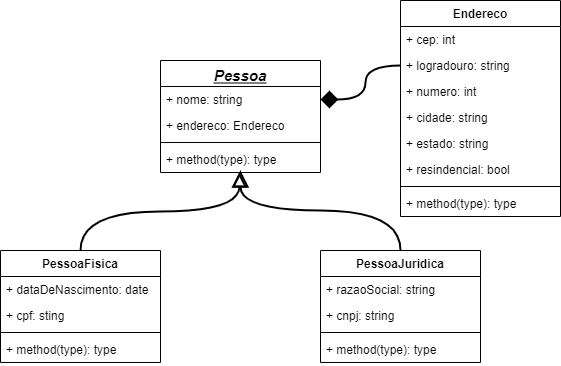 Endereco
+ cep: int
+ logradouro: string
+ numero: int
+ cidade: string
+ estado: string
+ resindencial: bool
+ method(type): type
Pessoa
+ nome: string
+ endereco: Endereco
+ method(type): type
PessoaFisica
+ dataDeNascimento: date
+ cpf: sting
+ method(type): type
PessoaJuridica
+ razaoSocial: string
+ cnpj: string
+ method(type): type